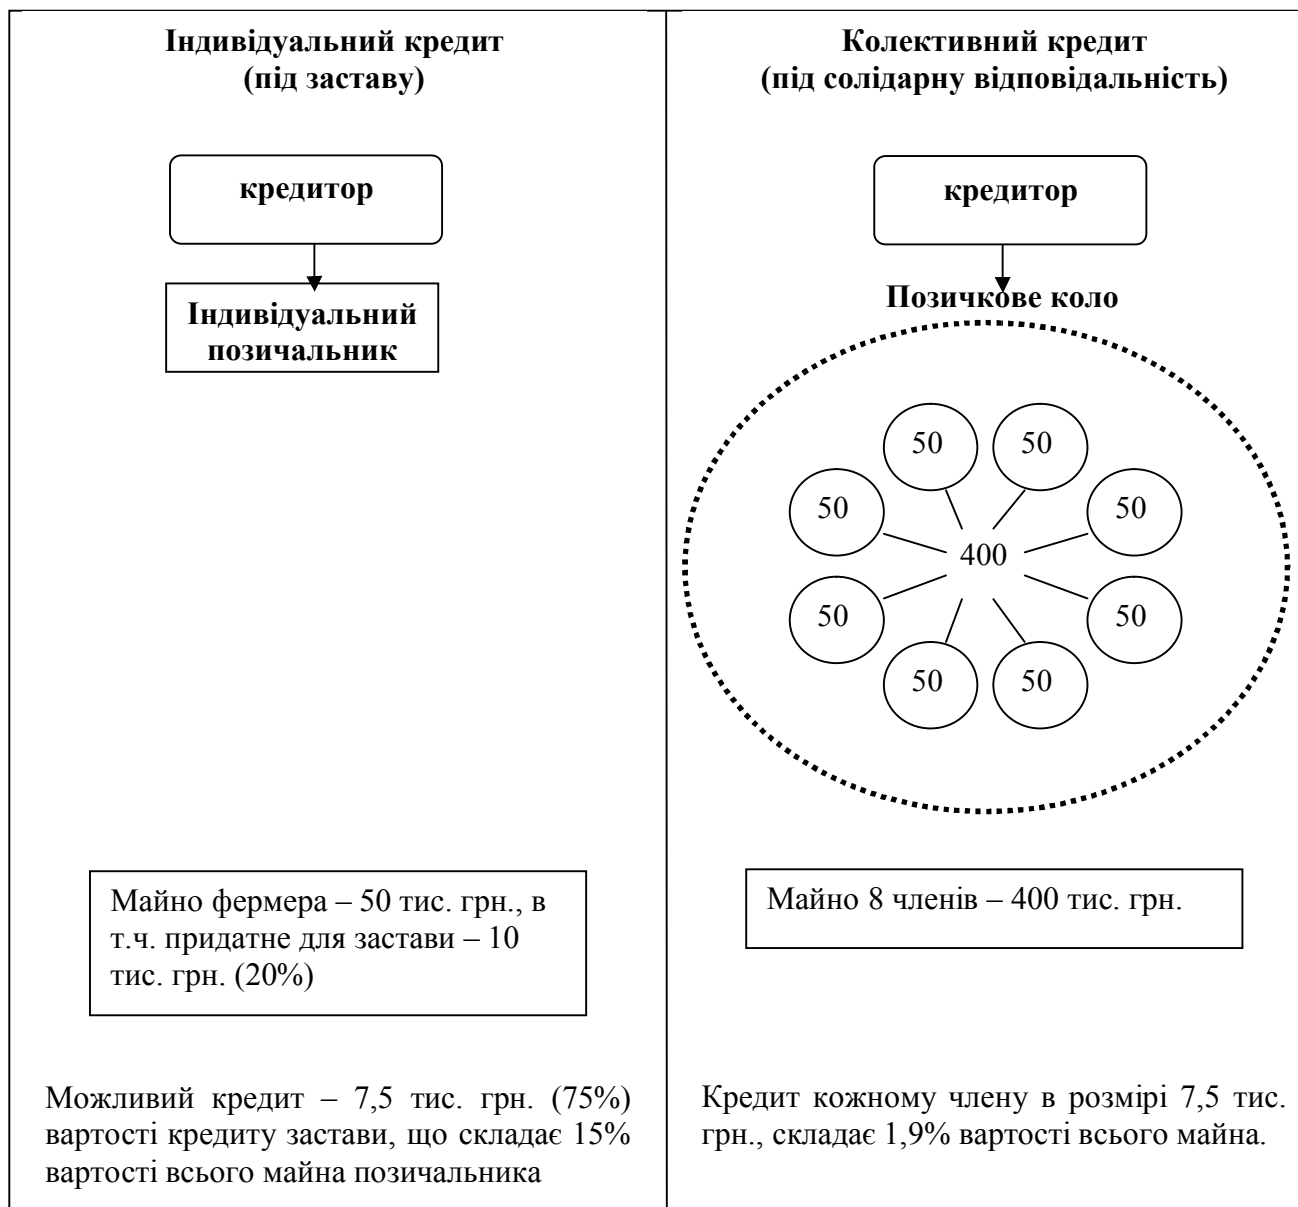 Індивідуальний кредит
(під заставу)
кредитор
Індивідуальний
позичальник
Майно фермера – 50 тис. грн., в
т.ч. придатне для застави – 10
тис. грн. (20%)
Можливий кредит – 7,5 тис. грн. (75%)
вартості кредиту застави, що складає 15%
вартості всього майна позичальника
Колективний кредит
(під солідарну відповідальність)
кредитор
Позичкове коло
50
50
50
50
400
50
50
50
50
Майно 8 членів – 400 тис. грн.
Кредит кожному члену в розмірі 7,5 тис.
грн., складає 1,9% вартості всього майна.